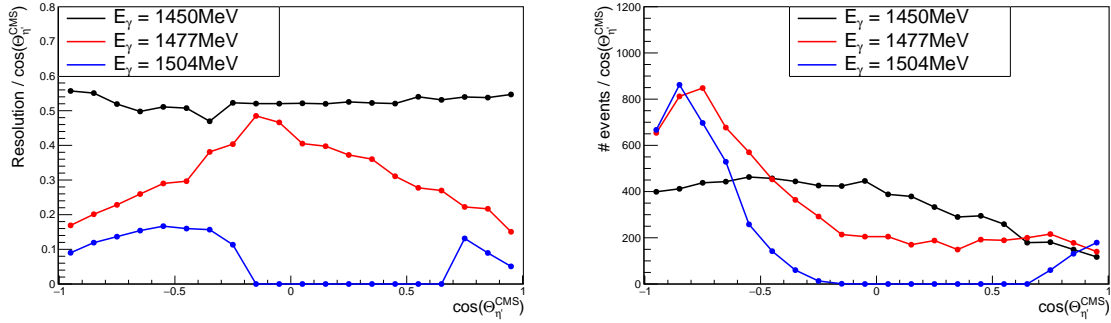 Resolution / cos(Θ_η'^CMS)
0.8
0.7
0.6
0.5
0.4
0.3
0.2
0.1
0
E_γ = 1450MeV
E_γ = 1477MeV
E_γ = 1504MeV
−1
−0.5
0
0.5
1
cos(Θ_η'^CMS)
# events / cos(Θ_η'^CMS)
1200
1000
800
600
400
200
0
E_γ = 1450MeV
E_γ = 1477MeV
E_γ = 1504MeV
−1
−0.5
0
0.5
1
cos(Θ_η'^CMS)